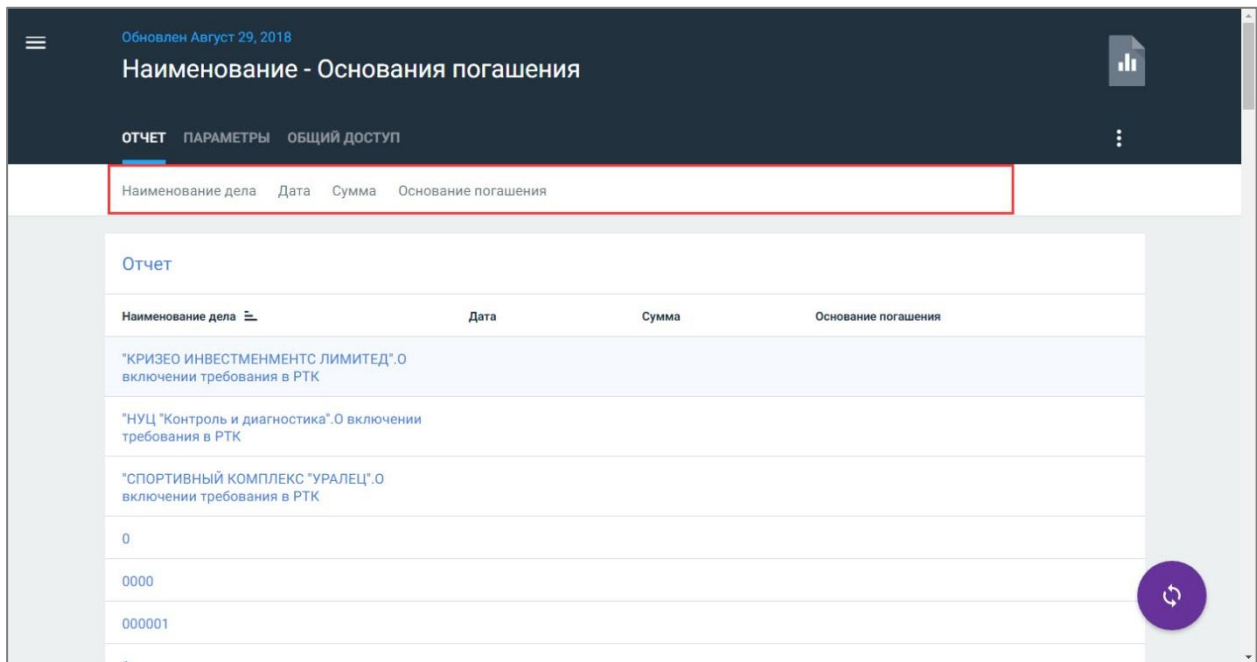 Обновлен Август 29, 2018
Наименование - Основания погашения
ОТЧЕТ ПАРАМЕТРЫ ОБЩИЙ ДОСТУП
Наименование дела Дата Сумма Основание погашения
Отчет
Наименование дела Дата Сумма Основание погашения
"КРИЗЕО ИНВЕСТМЕНМЕНТС ЛИМИТЕД".О
включении требования в РТК
"НУЦ "Контроль и диагностика".О включении
требования в РТК
"СПОРТИВНЫЙ КОМПЛЕКС "УРАЛЕЦ".О
включении требования в РТК
0
0000
000001